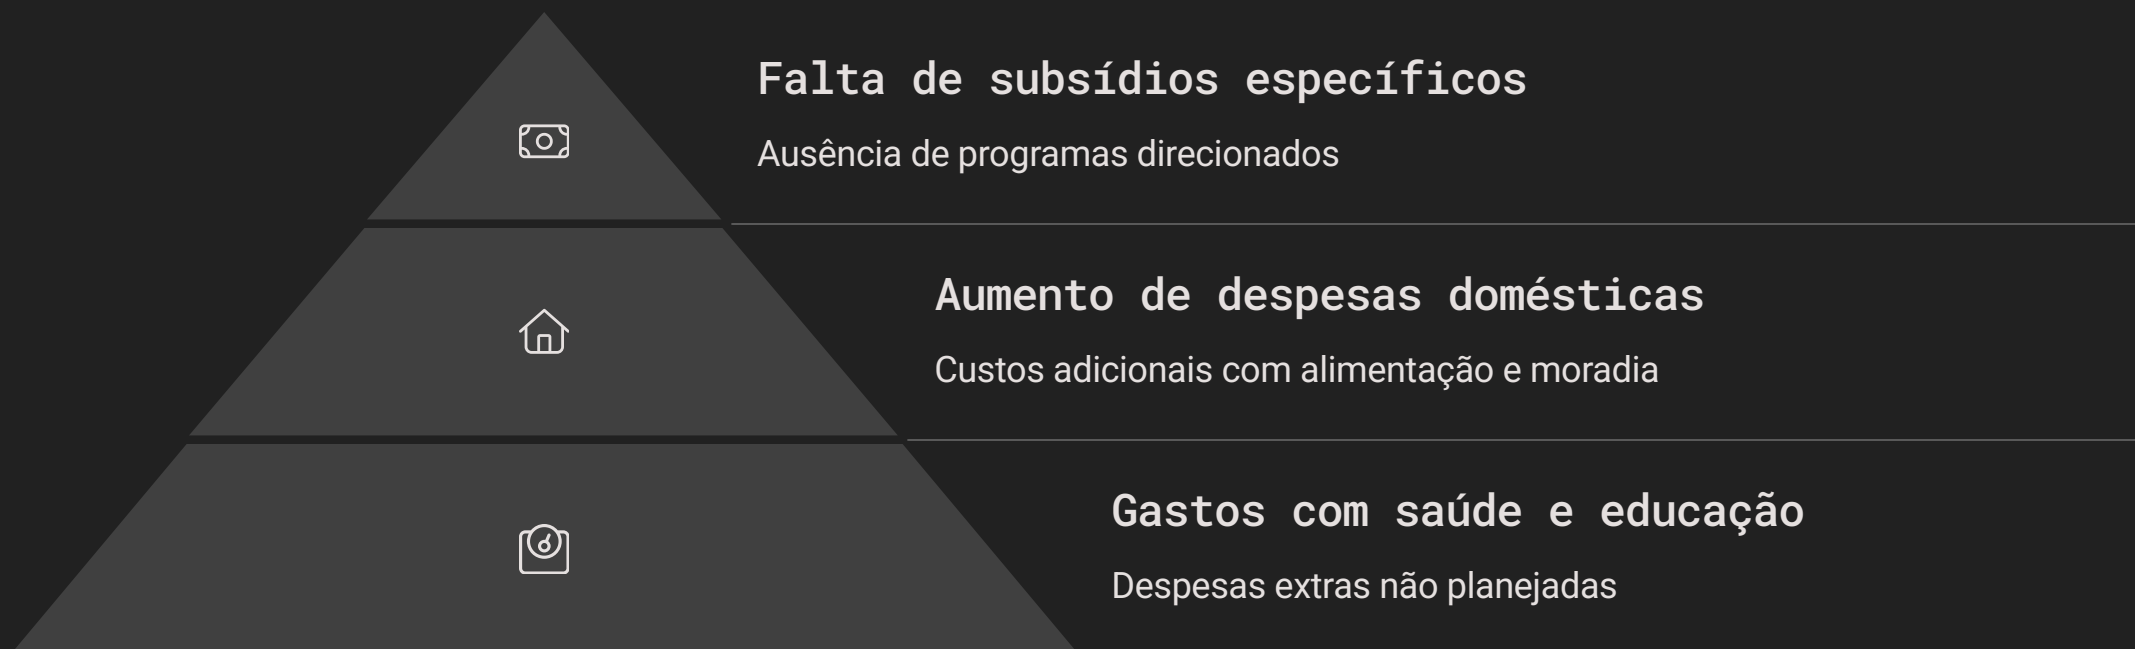 Falta de subsídios específicos
Ausência de programas direcionados
Aumento de despesas domésticas
Custos adicionais com alimentação e moradia
Gastos com saúde e educação
Despesas extras não planejadas